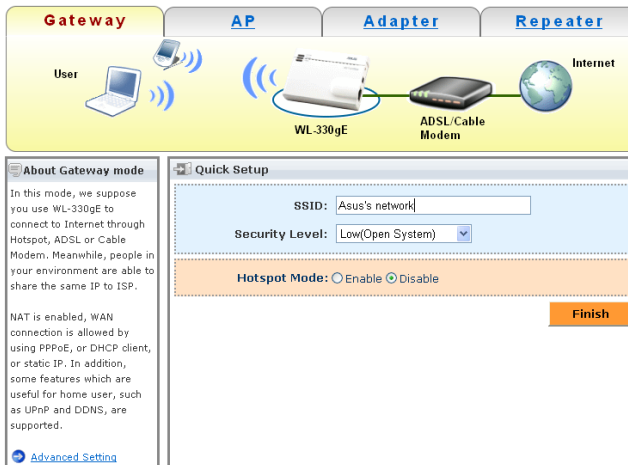 Gateway
AP
Adapter
Repeater
User
Internet
WL-330gE
ADSL/Cable
Modem
About Gateway mode
In this mode, we suppose
you use WL-330gE to
connect to Internet through
Hotspot, ADSL or Cable
Modem. Meanwhile, people in
your environment are able to
share the same IP to ISP.
NAT is enabled, WAN
connection is allowed by
using PPPoE, or DHCP client,
or static IP. In addition,
some features which are
useful for home user, such
as UPnP and DDNS, are
supported.
Advanced Setting
Quick Setup
SSID: Asus's network
Security Level: Low(Open System)
Hotspot Mode: Enable Disable
Finish